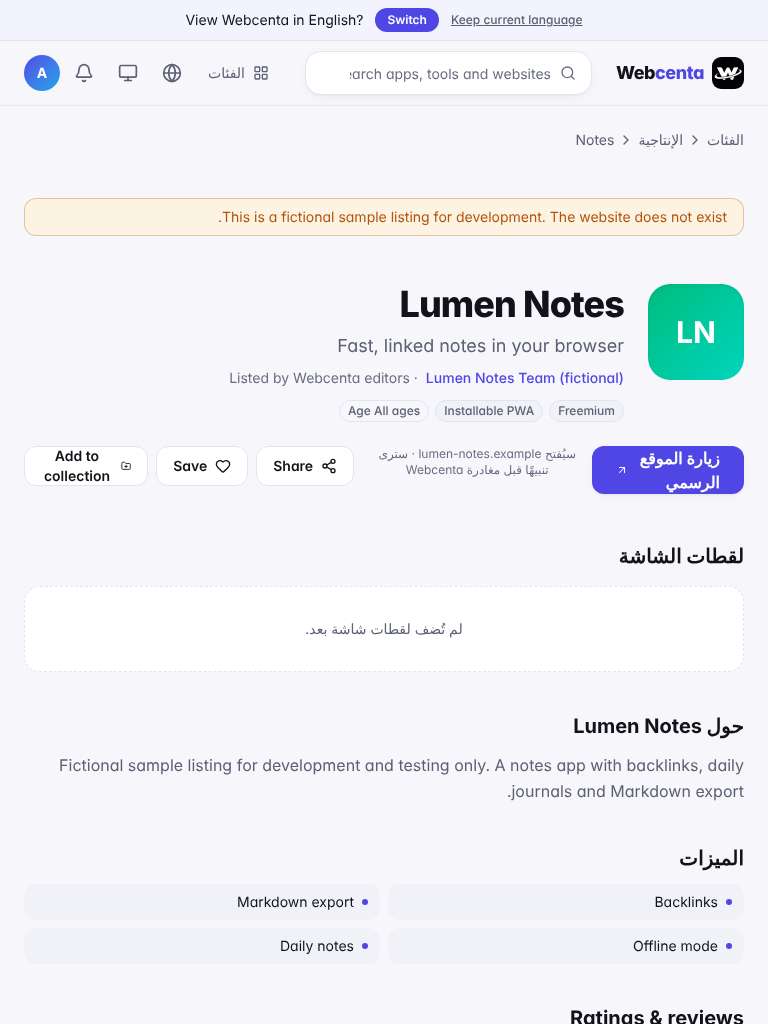 View Webcenta in English? Switch Keep current language
Webcenta
earch apps, tools and websites
الفئات
A
الفئات > الإنتاجية > Notes
This is a fictional sample listing for development. The website does not exist.
LN
Lumen Notes
Fast, linked notes in your browser
Lumen Notes Team (fictional) · Listed by Webcenta editors
Freemium Installable PWA Age All ages
زيارة الموقع
الرسمي
سيُفتح lumen-notes.example · سترى
تنبيهًا قبل مغادرة Webcenta
Share
Save
Add to
collection
لقطات الشاشة
لم تُضف لقطات شاشة بعد.
حول Lumen Notes
Fictional sample listing for development and testing only. A notes app with backlinks, daily
journals and Markdown export.
الميزات
Backlinks
Markdown export
Offline mode
Daily notes
Ratings & reviews